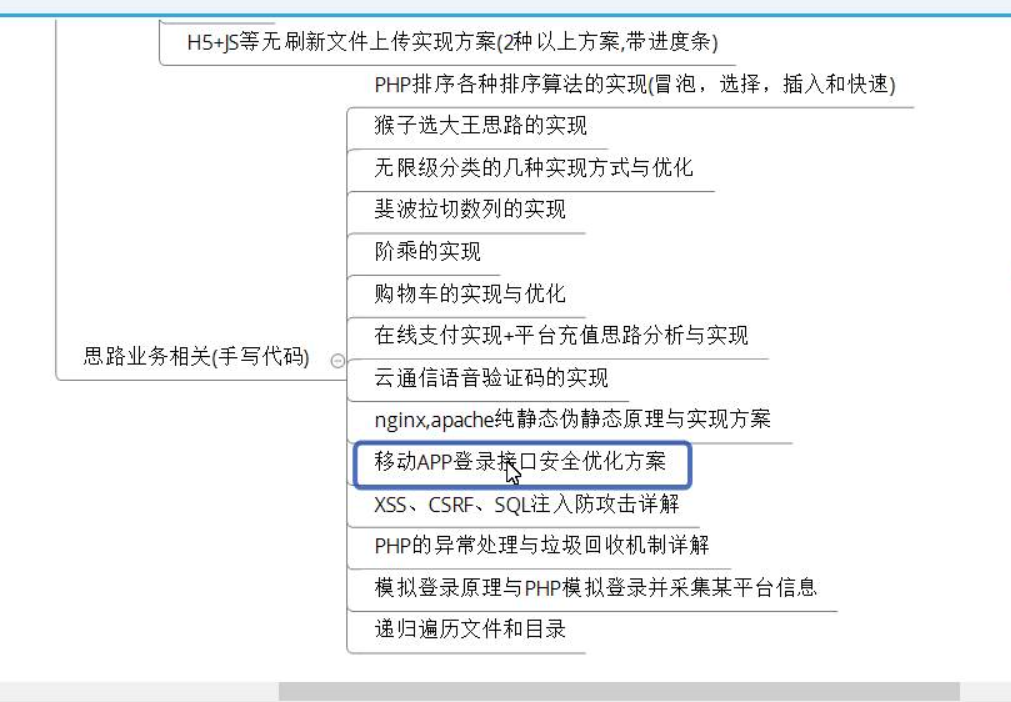 H5+JS等无刷新文件上传实现方案(2种以上方案,带进度条)
PHP排序各种排序算法的实现(冒泡，选择，插入和快速)
猴子选大王思路的实现
无限级分类的几种实现方式与优化
斐波拉切数列的实现
阶乘的实现
购物车的实现与优化
在线支付实现+平台充值思路分析与实现
思路业务相关(手写代码)
云通信语音验证码的实现
nginx,apache纯静态伪静态原理与实现方案
移动APP登录接口安全优化方案
XSS、CSRF、SQL注入防攻击详解
PHP的异常处理与垃圾回收机制详解
模拟登录原理与PHP模拟登录并采集某平台信息
递归遍历文件和目录